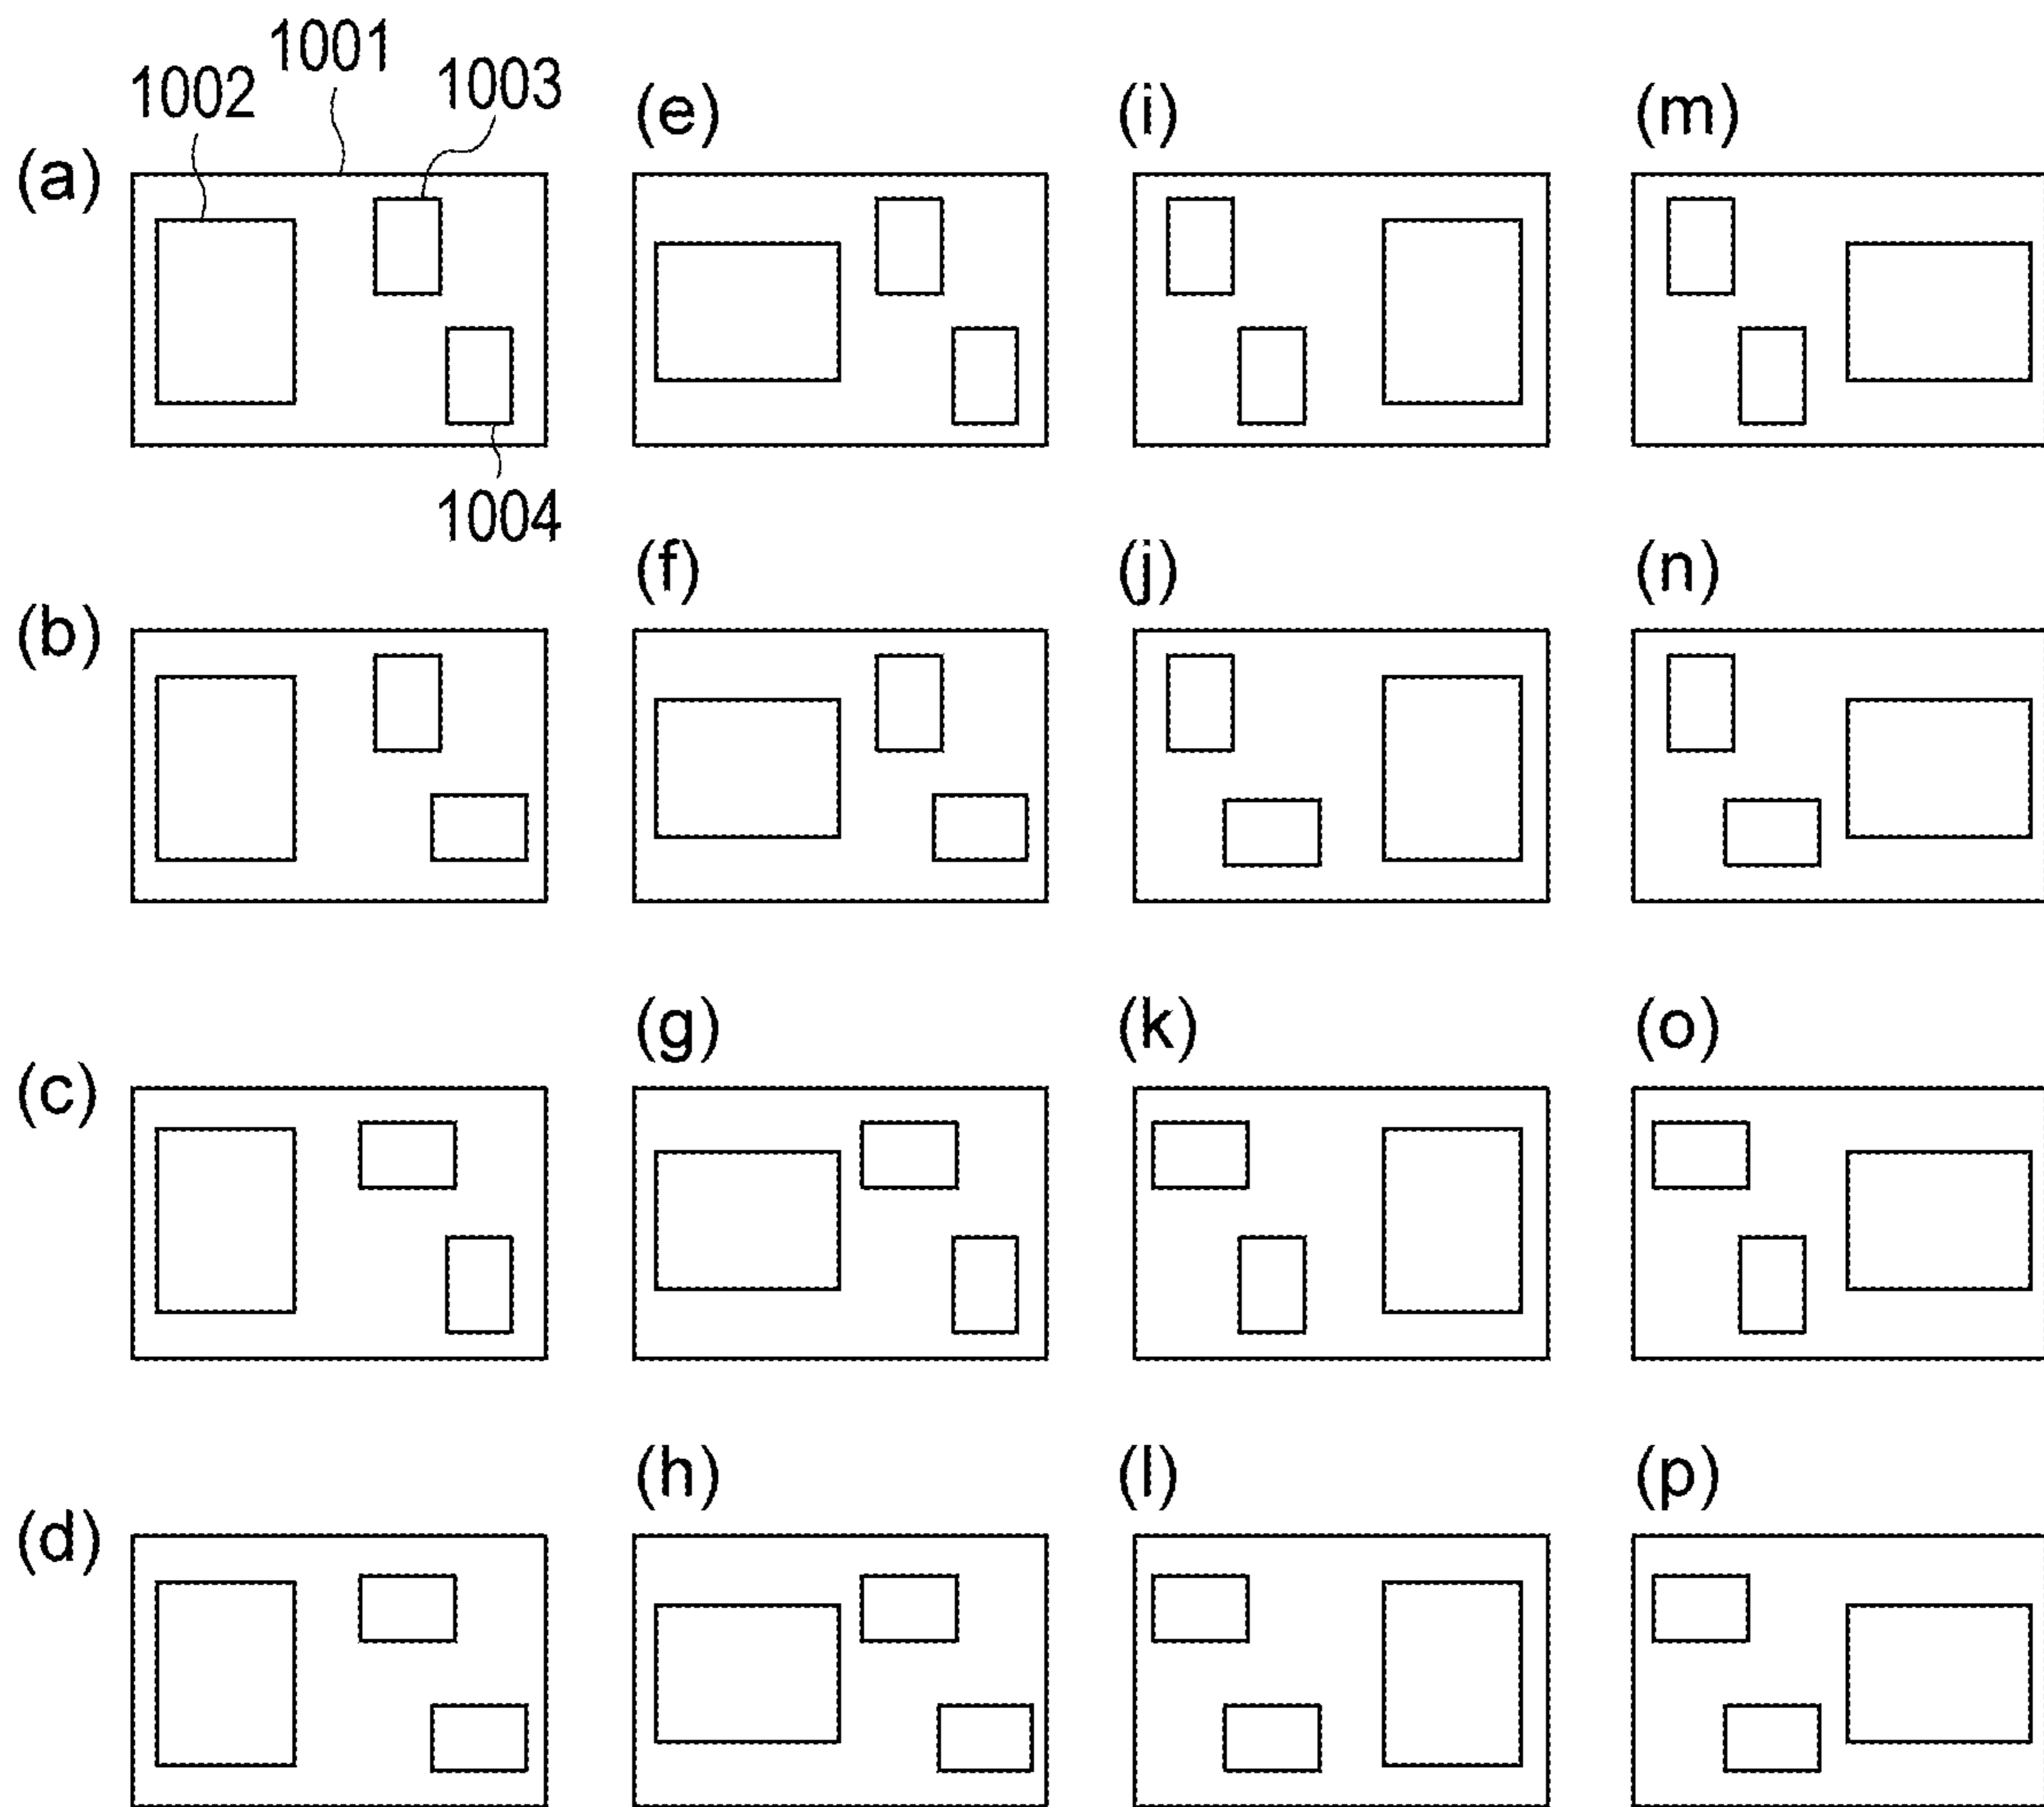 1001
1002
1003
(a)
(e)
(i)
(m)
1004
(b)
(f)
(j)
(n)
(c)
(g)
(k)
(o)
(d)
(h)
(l)
(p)